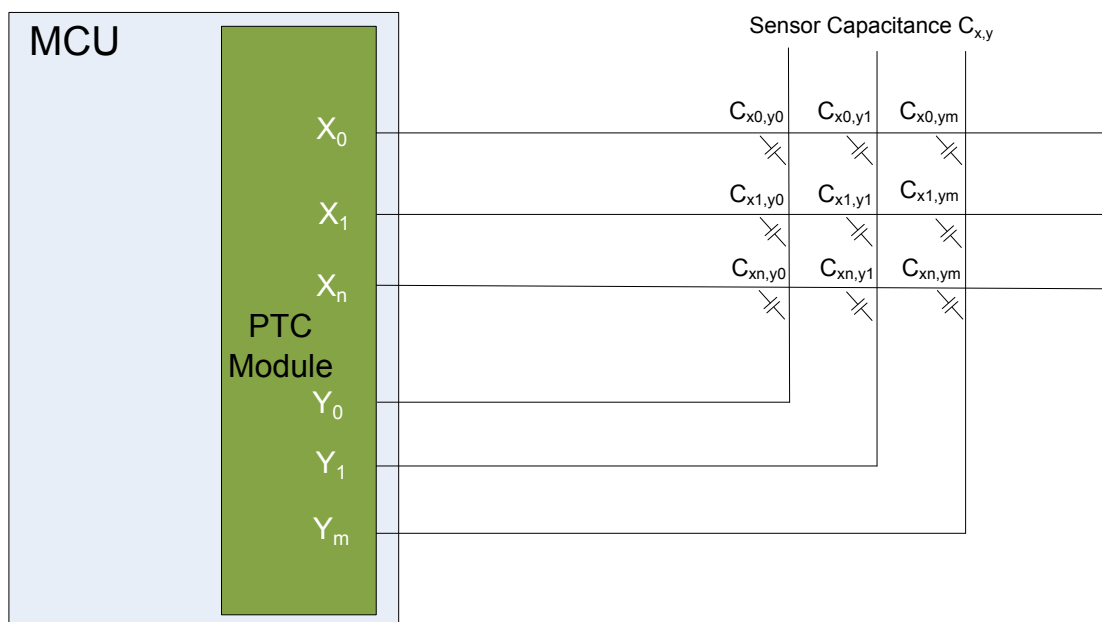 MCU
Sensor Capacitance Cx,y
Cx0,y0 Cx0,y1 Cx0,ym
X0
Cx1,y0 Cx1,y1 Cx1,ym
X1
Cxn,y0 Cxn,y1 Cxn,ym
Xn
PTC
Module
Y0
Y1
Ym